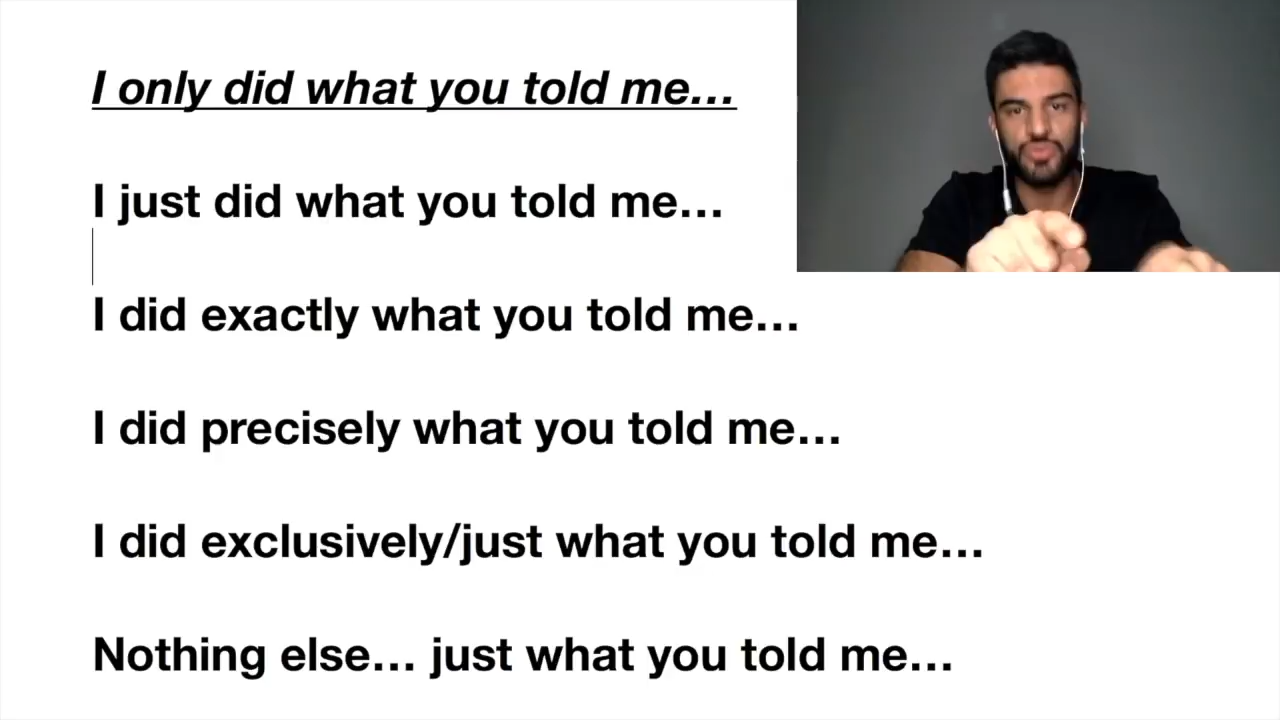 I only did what you told me…
I just did what you told me…
I did exactly what you told me…
I did precisely what you told me…
I did exclusively/just what you told me…
Nothing else… just what you told me…